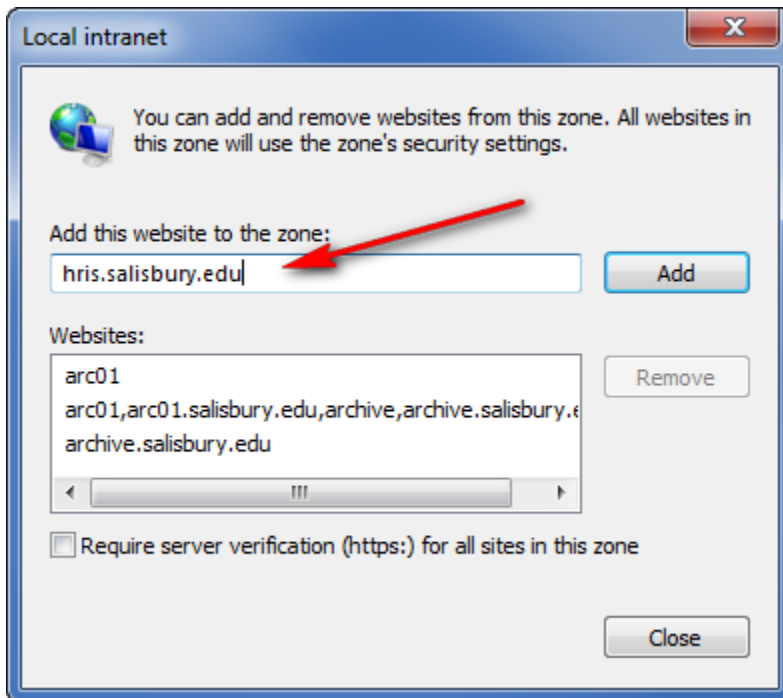 Local intranet
You can add and remove websites from this zone. All websites in
this zone will use the zone's security settings.
Add this website to the zone:
hris.salisbury.edu
Add
Websites:
arc01
Remove
arc01,arc01.salisbury.edu,archive,archive.salisbury.e
archive.salisbury.edu
Require server verification (https:) for all sites in this zone
Close